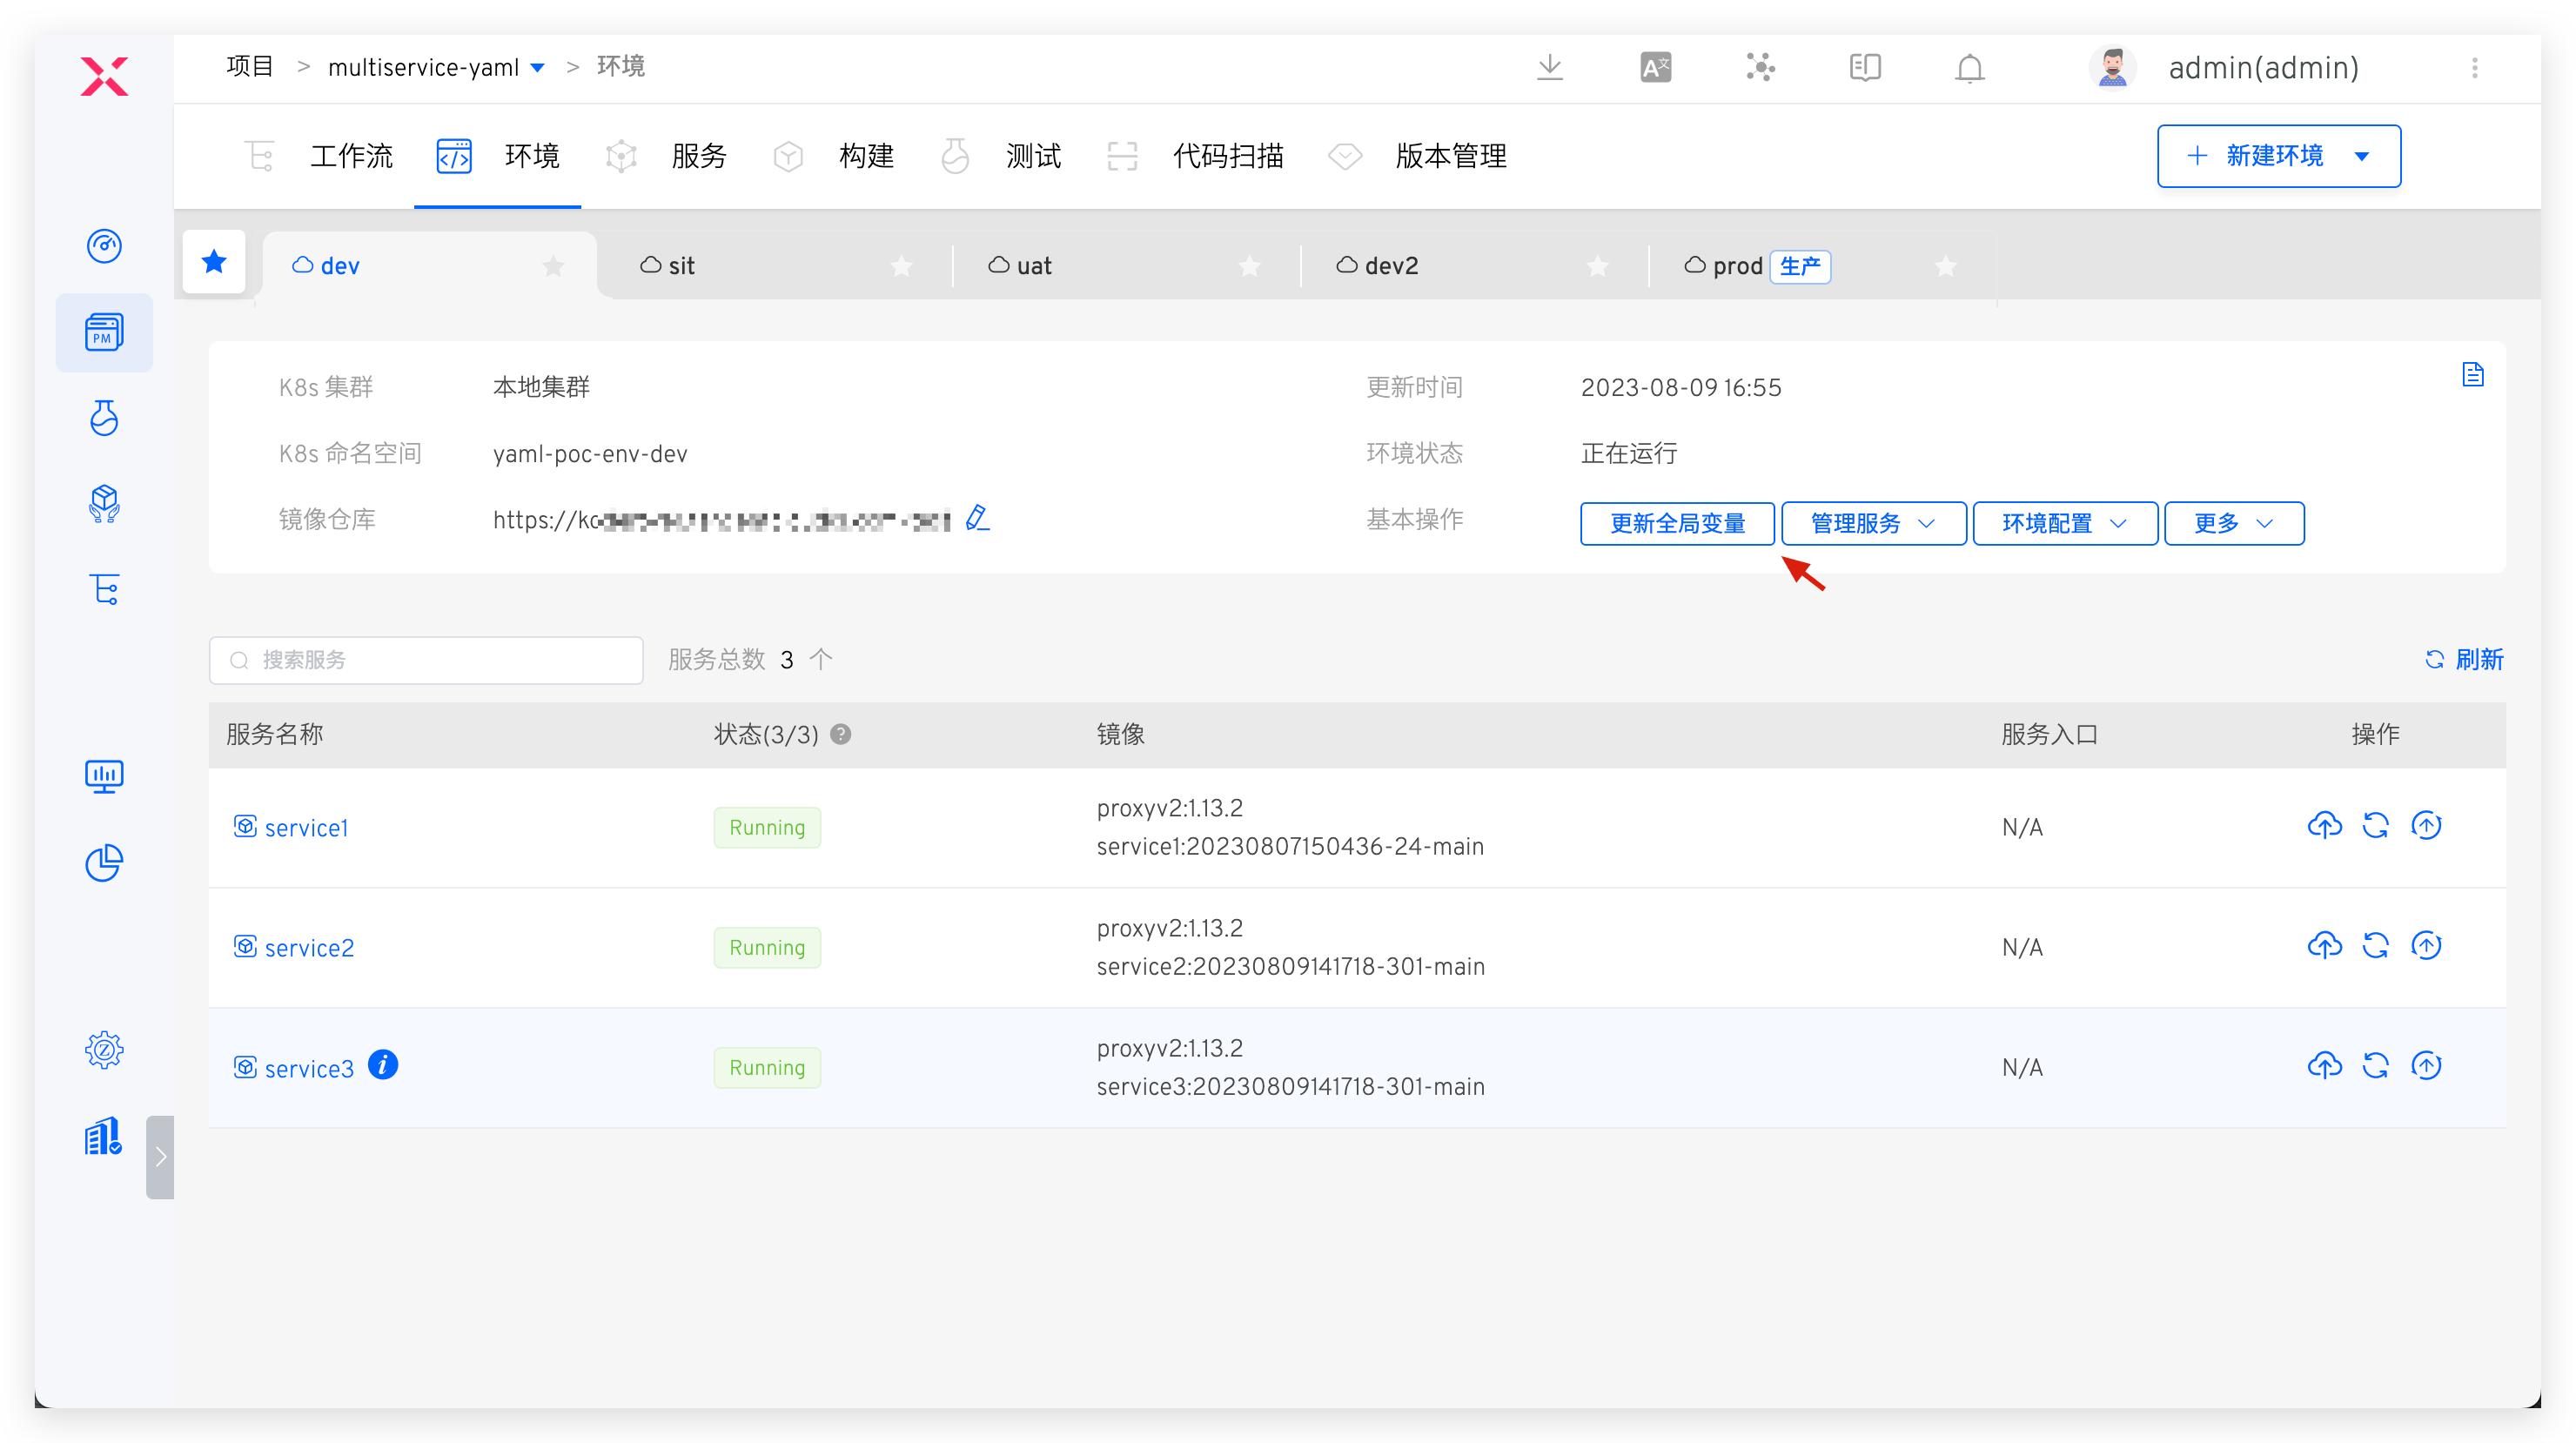 项目 > multiservice-yaml > 环境
admin(admin)
工作流 环境 服务 构建 测试 代码扫描 版本管理
新建环境
dev sit uat dev2 prod 生产
K8s 集群 本地集群 更新时间 2023-08-09 16:55
K8s 命名空间 yaml-poc-env-dev 环境状态 正在运行
镜像仓库 https://kc 基本操作 更新全局变量 管理服务 环境配置 更多
搜索服务 服务总数 3 个 刷新
服务名称 状态(3/3) 镜像 服务入口 操作
service1 Running proxyv2:1.13.2 N/A
service1:20230807150436-24-main
service2 Running proxyv2:1.13.2 N/A
service2:20230809141718-301-main
service3 Running proxyv2:1.13.2 N/A
service3:20230809141718-301-main
PM